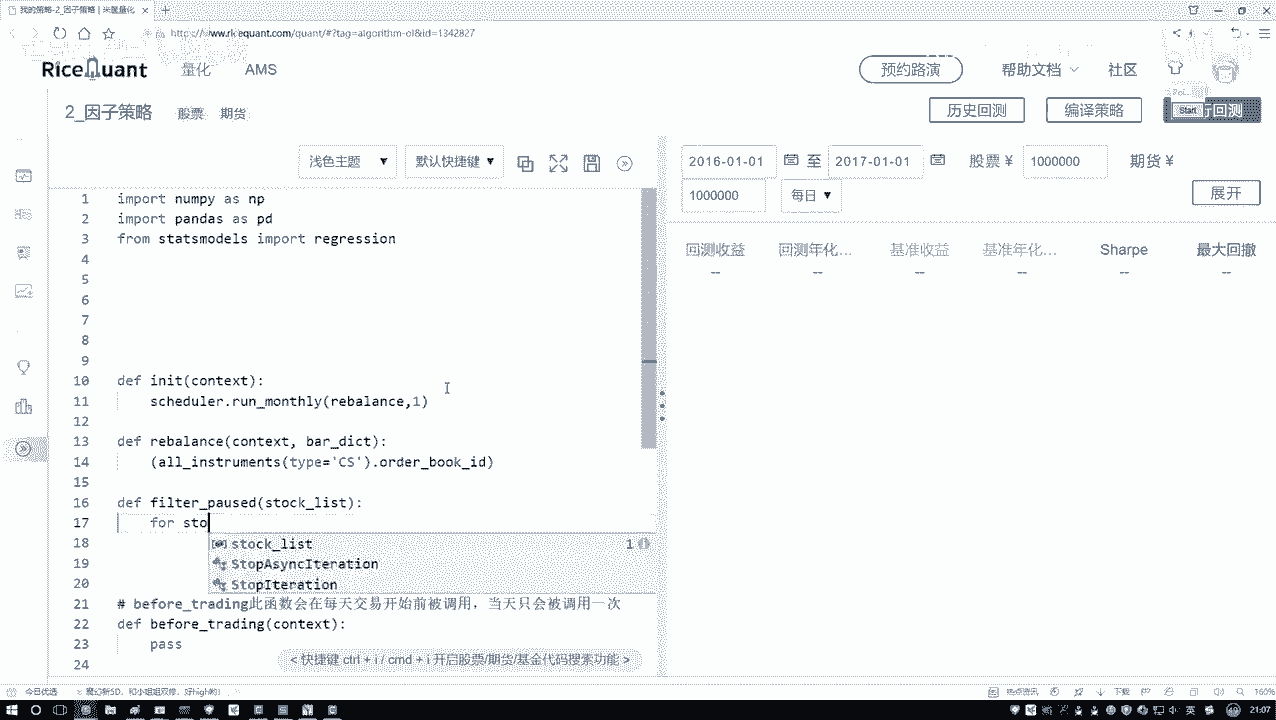 我的策略-2_因子策略 | 米筐量化
https://www.ricequant.com/quant/#?tag=algorithm-ol&id=1342827
RiceQuant 量化 AMS 预约路演 帮助文档 社区
2_因子策略 股票 期货 历史回测 编译策略 Start 行回测
浅色主题 默认快捷键
2016-01-01 至 2017-01-01 股票 ¥ 1000000 期货 ¥
1000000 每日 展开
回测收益 回测年化... 基准收益 基准年化... Sharpe 最大回撤
-- -- -- -- -- --
1 import numpy as np
2 import pandas as pd
3 from statsmodels import regression
4
5
6
7
8
9
10 def init(context):
11 scheduler.run_monthly(rebalance,1)
12
13 def rebalance(context, bar_dict):
14 (all_instruments(type='CS').order_book_id)
15
16 def filter_paused(stock_list):
17 for sto
18 stock_list 1
19 StopAsyncIteration
20 StopIteration
21 # before_trading此函数会在每天交易开始前被调用，当天只会被调用一次
22 def before_trading(context):
23 pass
24
< 快捷键 ctrl + i / cmd + i 开启股票/期货/基金代码搜索功能 >
今日优选 热点资讯 下载 160%
英 21:07